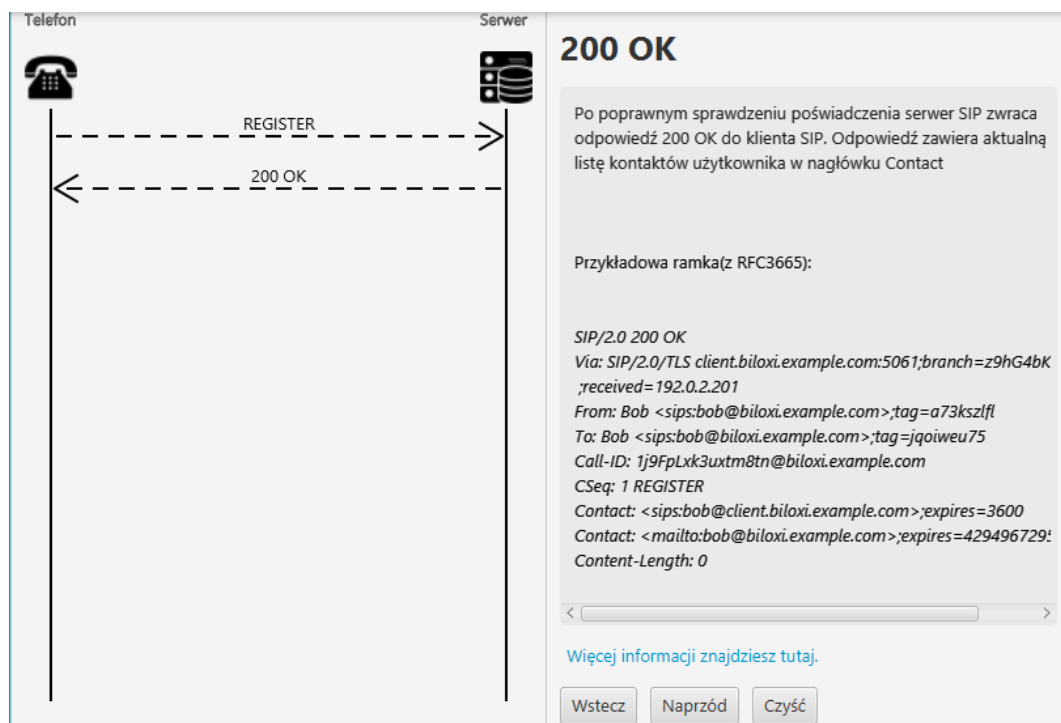 Telefon
Serwer
REGISTER
200 OK
200 OK
Po poprawnym sprawdzeniu poświadczenia serwer SIP zwraca
odpowiedź 200 OK do klienta SIP. Odpowiedź zawiera aktualną
listę kontaktów użytkownika w nagłówku Contact
Przykładowa ramka(z RFC3665):
SIP/2.0 200 OK
Via: SIP/2.0/TLS client.biloxi.example.com:5061;branch=z9hG4bK
;received=192.0.2.201
From: Bob <sips:bob@biloxi.example.com>;tag=a73kszlfl
To: Bob <sips:bob@biloxi.example.com>;tag=jqoiweu75
Call-ID: 1j9FpLxk3uxtm8tn@biloxi.example.com
CSeq: 1 REGISTER
Contact: <sips:bob@client.biloxi.example.com>;expires=3600
Contact: <mailto:bob@biloxi.example.com>;expires=429496729
Content-Length: 0
Więcej informacji znajdziesz tutaj.
Wstecz
Naprzód
Czyść